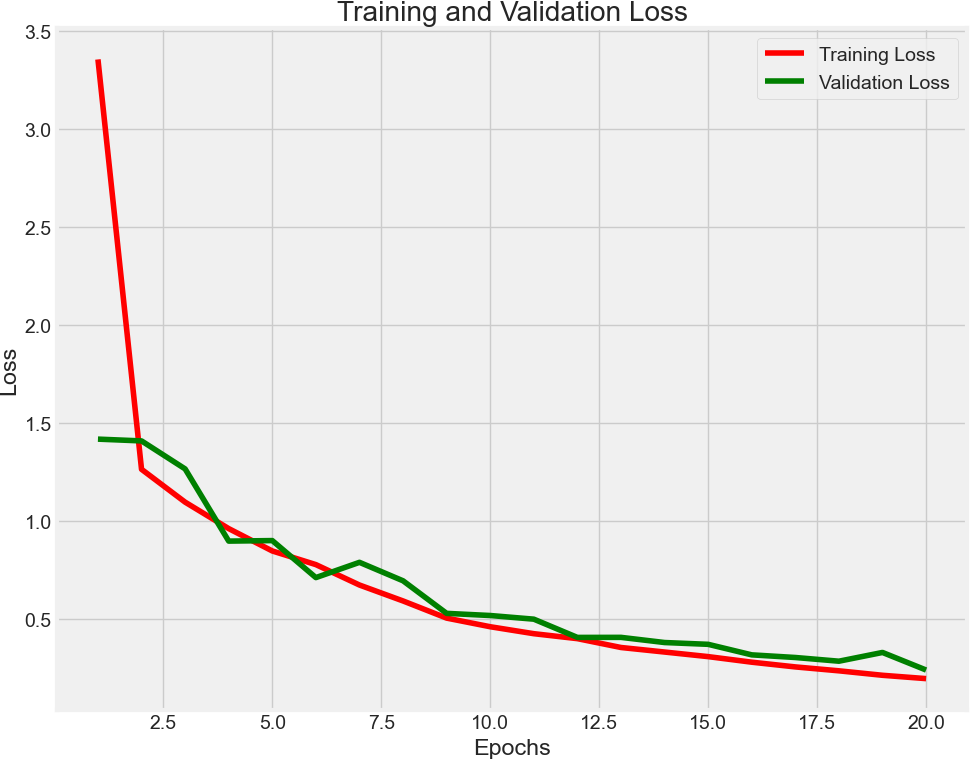 Training and Validation Loss
Training Loss
Validation Loss
Loss
3.5
3.0
2.5
2.0
1.5
1.0
0.5
2.5 5.0 7.5 10.0 12.5 15.0 17.5 20.0
Epochs